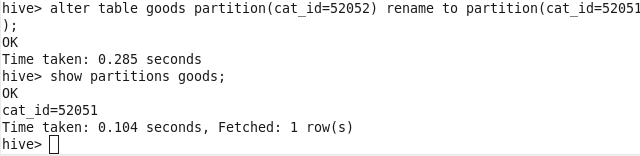 hive> alter table goods partition(cat_id=52052) rename to partition(cat_id=52051
);
OK
Time taken: 0.285 seconds
hive> show partitions goods;
OK
cat_id=52051
Time taken: 0.104 seconds, Fetched: 1 row(s)
hive>